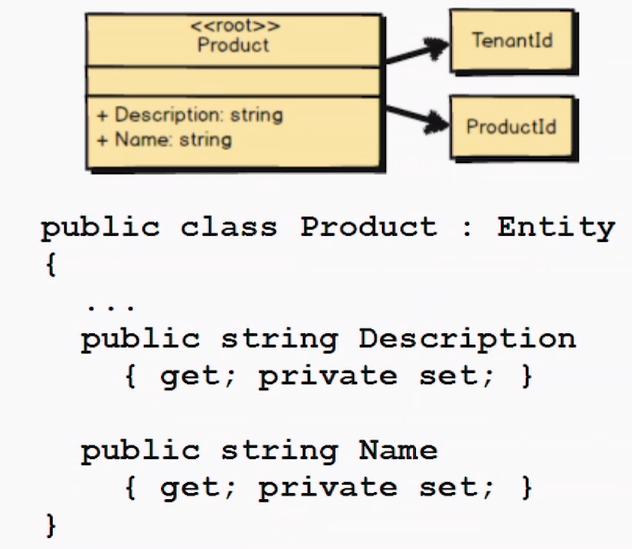 <<root>>
Product
TenantId
+ Description: string
+ Name: string
ProductId
public class Product : Entity
{
...
public string Description
{ get; private set; }
public string Name
{ get; private set; }
}